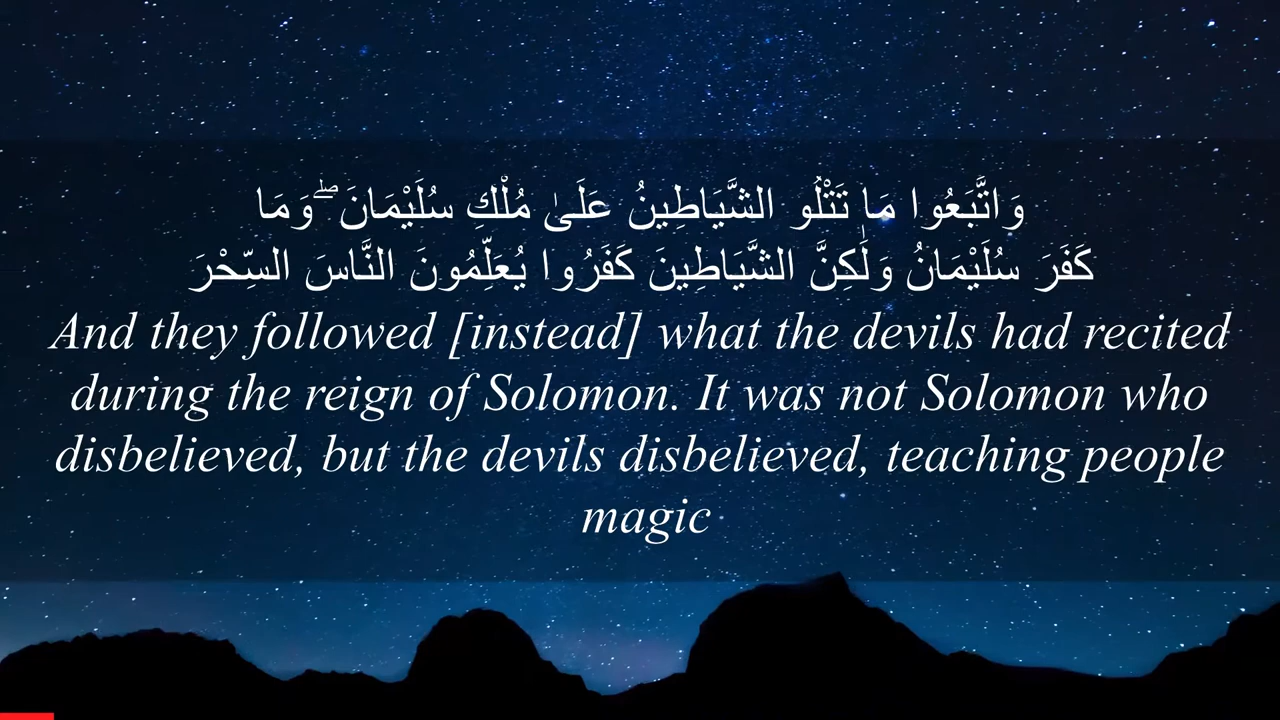 وَاتَّبَعُوا مَا تَتْلُو الشَّيَاطِينُ عَلَىٰ مُلْكِ سُلَيْمَانَ ۖ وَمَا
كَفَرَ سُلَيْمَانُ وَلَٰكِنَّ الشَّيَاطِينَ كَفَرُوا يُعَلِّمُونَ النَّاسَ السِّحْرَ
And they followed [instead] what the devils had recited
during the reign of Solomon. It was not Solomon who
disbelieved, but the devils disbelieved, teaching people
magic